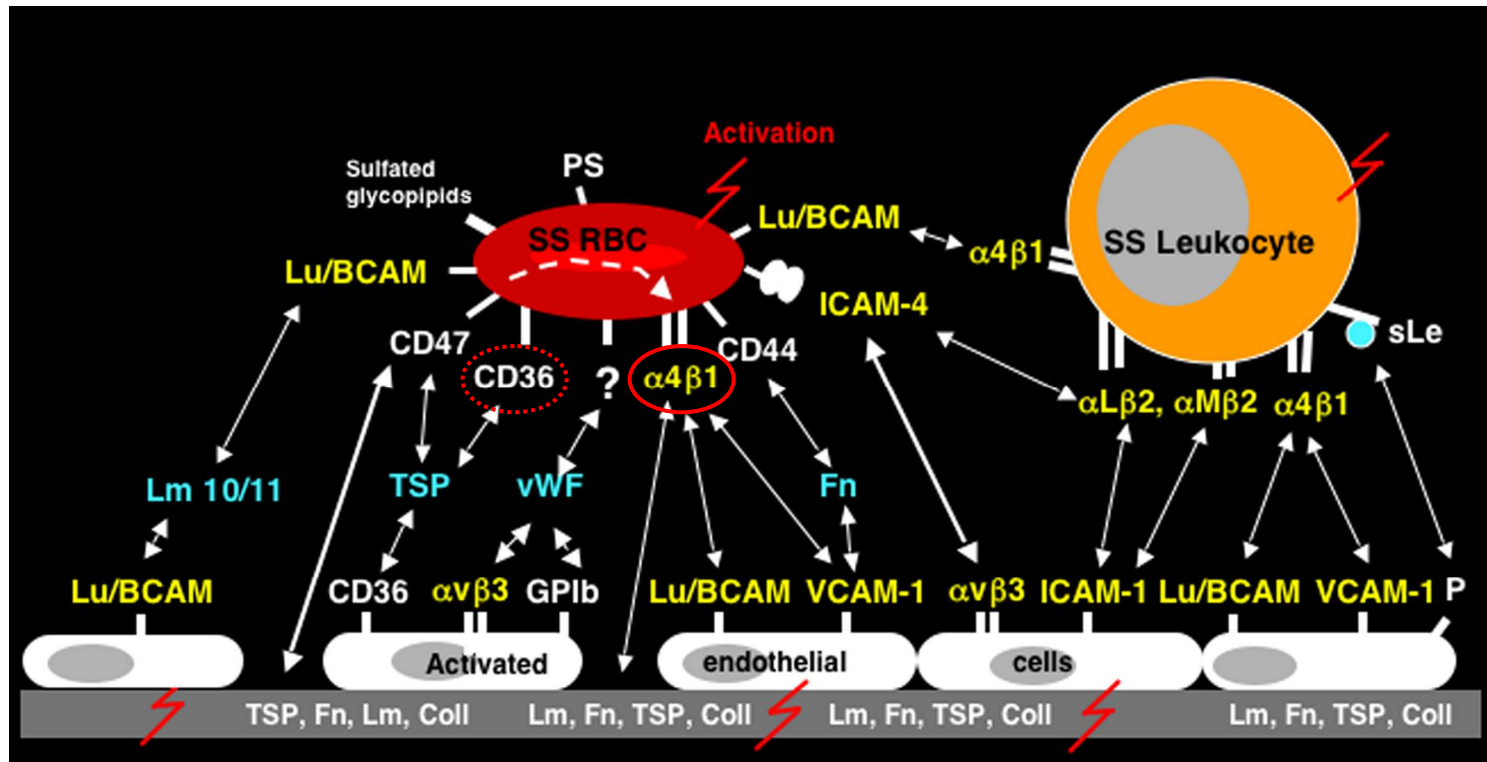 Activation
Sulfated
glycopipids
PS
Lu/BCAM
SS RBC
Lu/BCAM
α4β1
SS Leukocyte
ICAM-4
CD47
CD36
?
α4β1
CD44
sLe
αLβ2, αMβ2
α4β1
Lm 10/11
TSP
vWF
Fn
Lu/BCAM
CD36
αvβ3
GPIb
Lu/BCAM
VCAM-1
αvβ3
ICAM-1
Lu/BCAM
VCAM-1
P
Activated
endothelial
cells
TSP, Fn, Lm, Coll
Lm, Fn, TSP, Coll
Lm, Fn, TSP, Coll
Lm, Fn, TSP, Coll